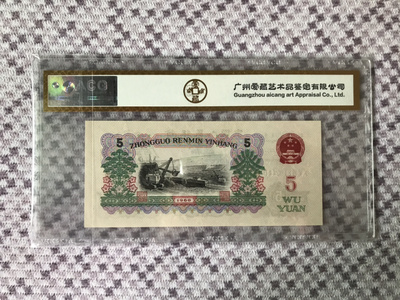 广州爱藏艺术品鉴定有限公司
Guangzhou aicang art Appraisal Co., Ltd.
5 ZHONGGUO RENMIN YINHANG 5
5
WU
YUAN
1960